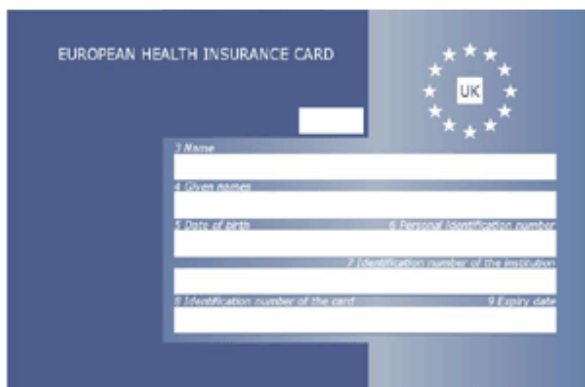 EUROPEAN HEALTH INSURANCE CARD
UK
3 Name
4 Given names
5 Date of birth 6 Personal identification number
7 Identification number of the institution
8 Identification number of the card 9 Expiry date